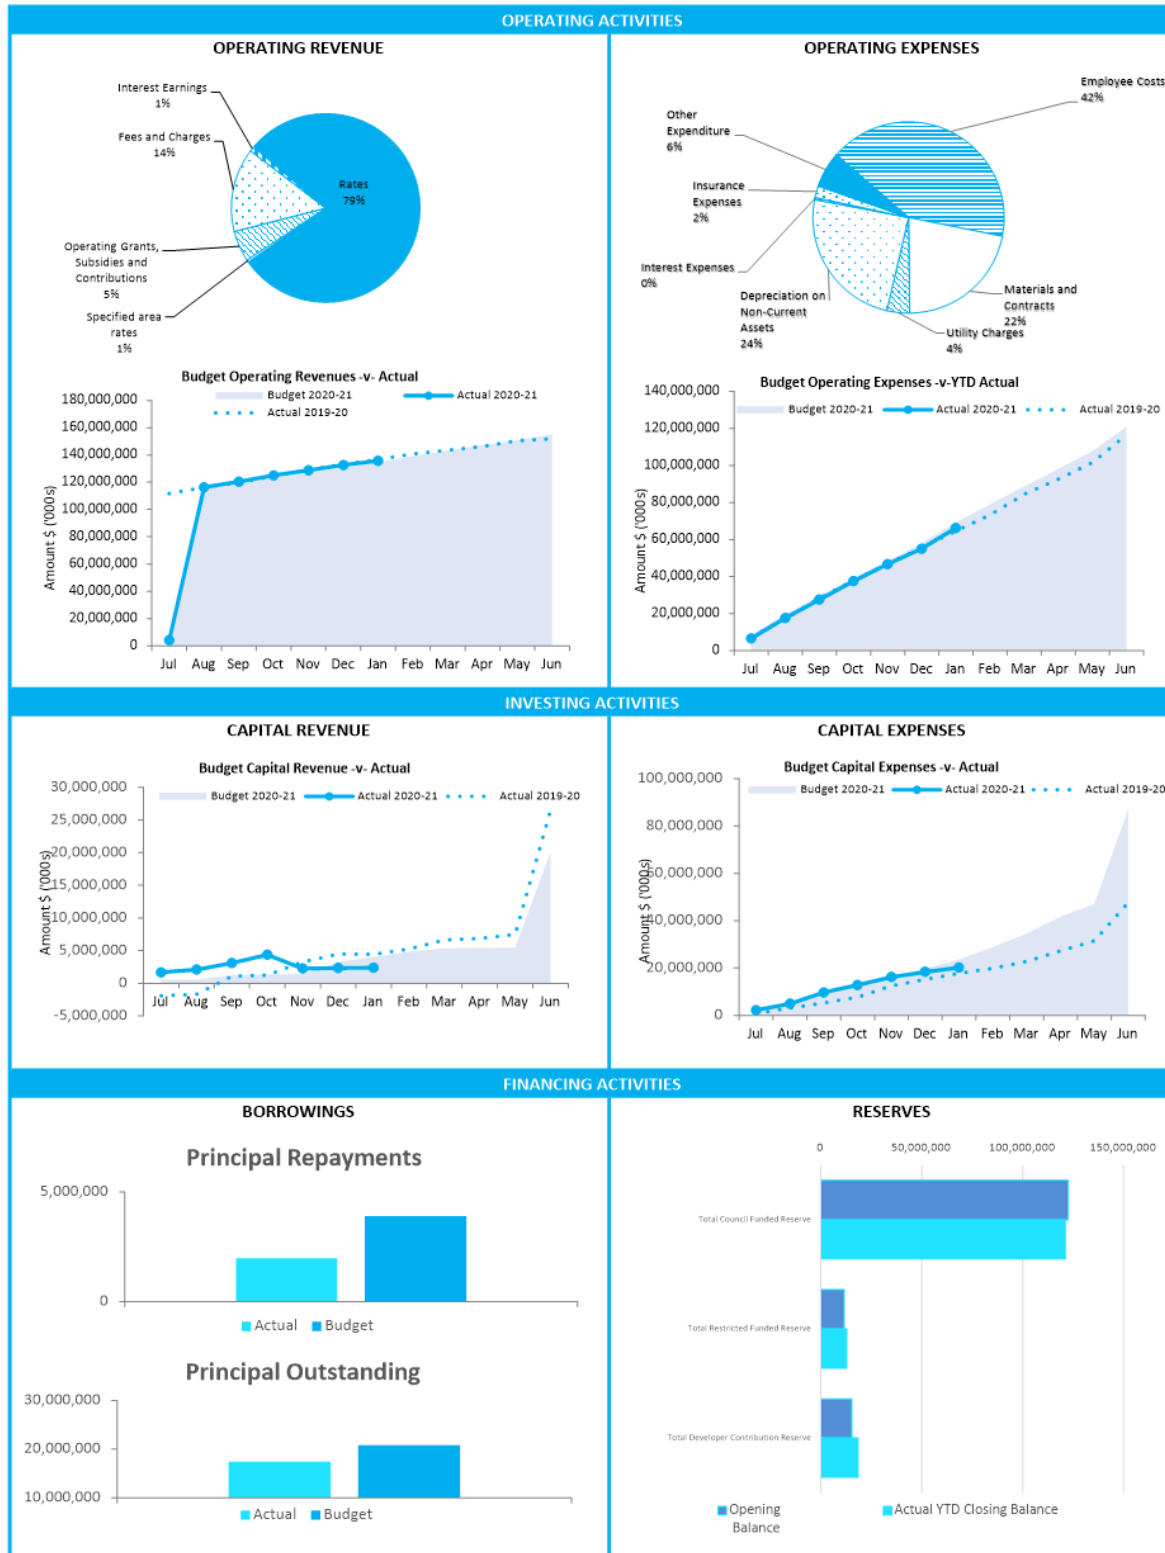 OPERATING ACTIVITIES
OPERATING REVENUE
Interest Earnings
1%
Fees and Charges
14%
Rates
79%
Operating Grants,
Subsidies and
Contributions
5%
Specified area
rates
1%
OPERATING EXPENSES
Employee Costs
42%
Other
Expenditure
6%
Insurance
Expenses
2%
Interest Expenses
0%
Depreciation on
Non-Current
Assets
24%
Materials and
Contracts
22%
Utility Charges
4%
Budget Operating Revenues -v- Actual
Budget 2020-21
Actual 2020-21
Actual 2019-20
Amount $ ('000s)
180,000,000
160,000,000
140,000,000
120,000,000
100,000,000
80,000,000
60,000,000
40,000,000
20,000,000
0
Jul Aug Sep Oct Nov Dec Jan Feb Mar Apr May Jun
Budget Operating Expenses -v-YTD Actual
Budget 2020-21
Actual 2020-21
Actual 2019-20
Amount $ ('000s)
140,000,000
120,000,000
100,000,000
80,000,000
60,000,000
40,000,000
20,000,000
0
Jul Aug Sep Oct Nov Dec Jan Feb Mar Apr May Jun
INVESTING ACTIVITIES
CAPITAL REVENUE
Budget Capital Revenue -v- Actual
Budget 2020-21
Actual 2020-21
Actual 2019-20
Amount $ ('000s)
30,000,000
25,000,000
20,000,000
15,000,000
10,000,000
5,000,000
0
-5,000,000
Jul Aug Sep Oct Nov Dec Jan Feb Mar Apr May Jun
CAPITAL EXPENSES
Budget Capital Expenses -v- Actual
Budget 2020-21
Actual 2020-21
Actual 2019-20
Amount $ ('000s)
100,000,000
80,000,000
60,000,000
40,000,000
20,000,000
0
Jul Aug Sep Oct Nov Dec Jan Feb Mar Apr May Jun
FINANCING ACTIVITIES
BORROWINGS
Principal Repayments
5,000,000
0
Actual Budget
Principal Outstanding
30,000,000
20,000,000
10,000,000
Actual Budget
RESERVES
0 50,000,000 100,000,000 150,000,000
Total Council Funded Reserve
Total Restricted Funded Reserve
Total Developer Contribution Reserve
Opening
Balance
Actual YTD Closing Balance